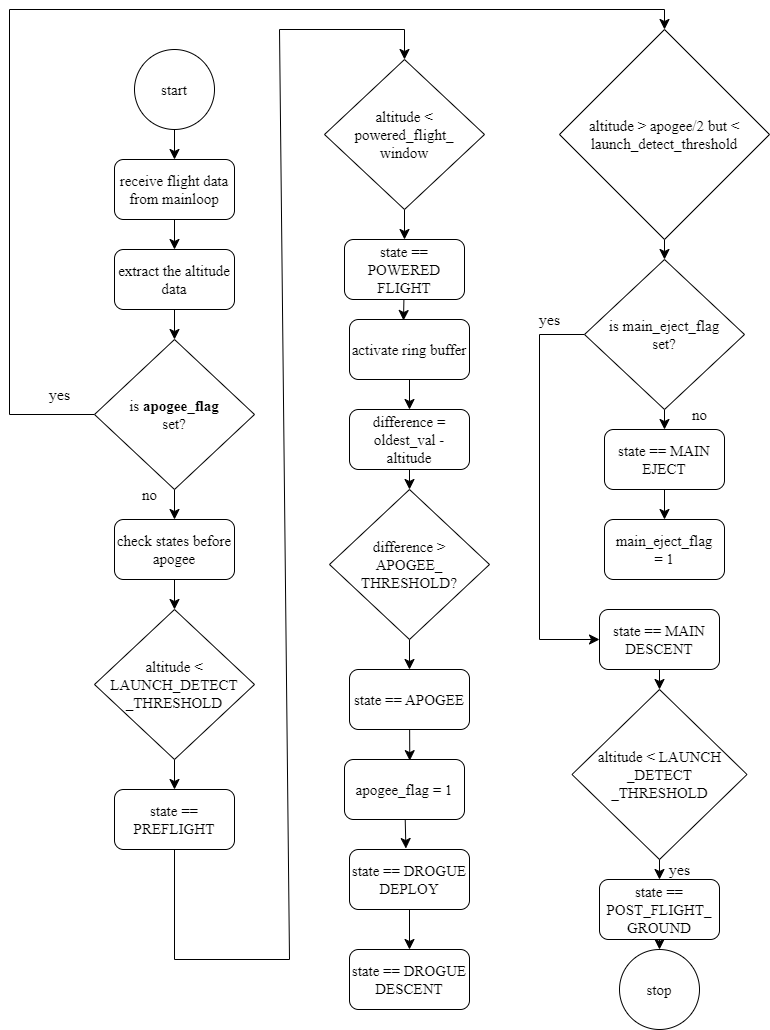 start
receive flight data
from mainloop
extract the altitude
data
is apogee_flag
set?
yes
no
check states before
apogee
altitude <
LAUNCH_DETECT
_THRESHOLD
state ==
PREFLIGHT
altitude <
powered_flight_
window
state ==
POWERED
FLIGHT
activate ring buffer
difference =
oldest_val -
altitude
difference >
APOGEE_
THRESHOLD?
state == APOGEE
apogee_flag = 1
state == DROGUE
DEPLOY
state == DROGUE
DESCENT
altitude > apogee/2 but <
launch_detect_threshold
is main_eject_flag
set?
yes
no
state == MAIN
EJECT
main_eject_flag
= 1
state == MAIN
DESCENT
altitude < LAUNCH
_DETECT
_THRESHOLD
yes
state ==
POST_FLIGHT_
GROUND
stop